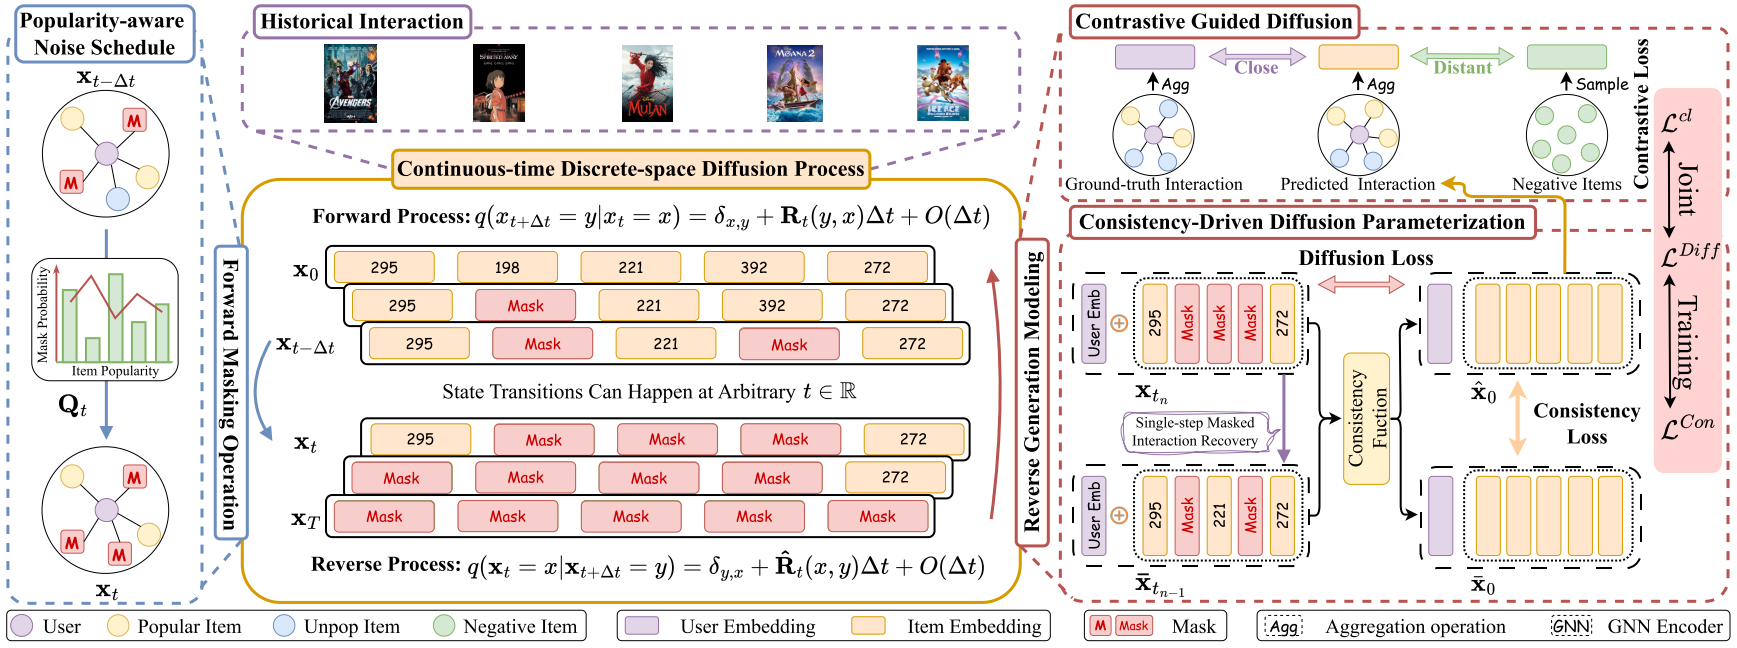 Popularity-aware
Noise Schedule
x_{t−Δt}
M
M
Mask Probability
Item Popularity
Q_t
M
M
M
x_t
Historical Interaction
AVENGERS
SPIRITED AWAY
MULAN
MOANA 2
ICE AGE
Continuous-time Discrete-space Diffusion Process
Forward Process: q(x_{t+Δt} = y|x_t = x) = δ_{x,y} + R_t(y, x)Δt + O(Δt)
Forward Masking Operation
x_0
295 198 221 392 272
295 Mask 221 392 272
x_{t−Δt}
295 Mask 221 Mask 272
State Transitions Can Happen at Arbitrary t ∈ ℝ
x_t
295 Mask Mask Mask 272
Mask Mask Mask Mask 272
x_T
Mask Mask Mask Mask Mask
Reverse Process: q(x_t = x|x_{t+Δt} = y) = δ_{y,x} + R̂_t(x, y)Δt + O(Δt)
Reverse Generation Modeling
Contrastive Guided Diffusion
Close
Distant
Agg
Agg
Sample
Ground-truth Interaction
Predicted Interaction
Negative Items
Contrastive Loss
Consistency-Driven Diffusion Parameterization
Diffusion Loss
User Emb
295 Mask Mask Mask 272
x_{t_n}
Single-step Masked
Interaction Recovery
User Emb
295 Mask 221 Mask 272
x̄_{t_{n−1}}
Consistency
Fuction
x̂_0
Consistency
Loss
x̄_0
ℒ^{cl}
Joint
ℒ^{Diff}
Training
ℒ^{Con}
User
Popular Item
Unpop Item
Negative Item
User Embedding
Item Embedding
M Mask Mask
Agg Aggregation operation
GNN GNN Encoder